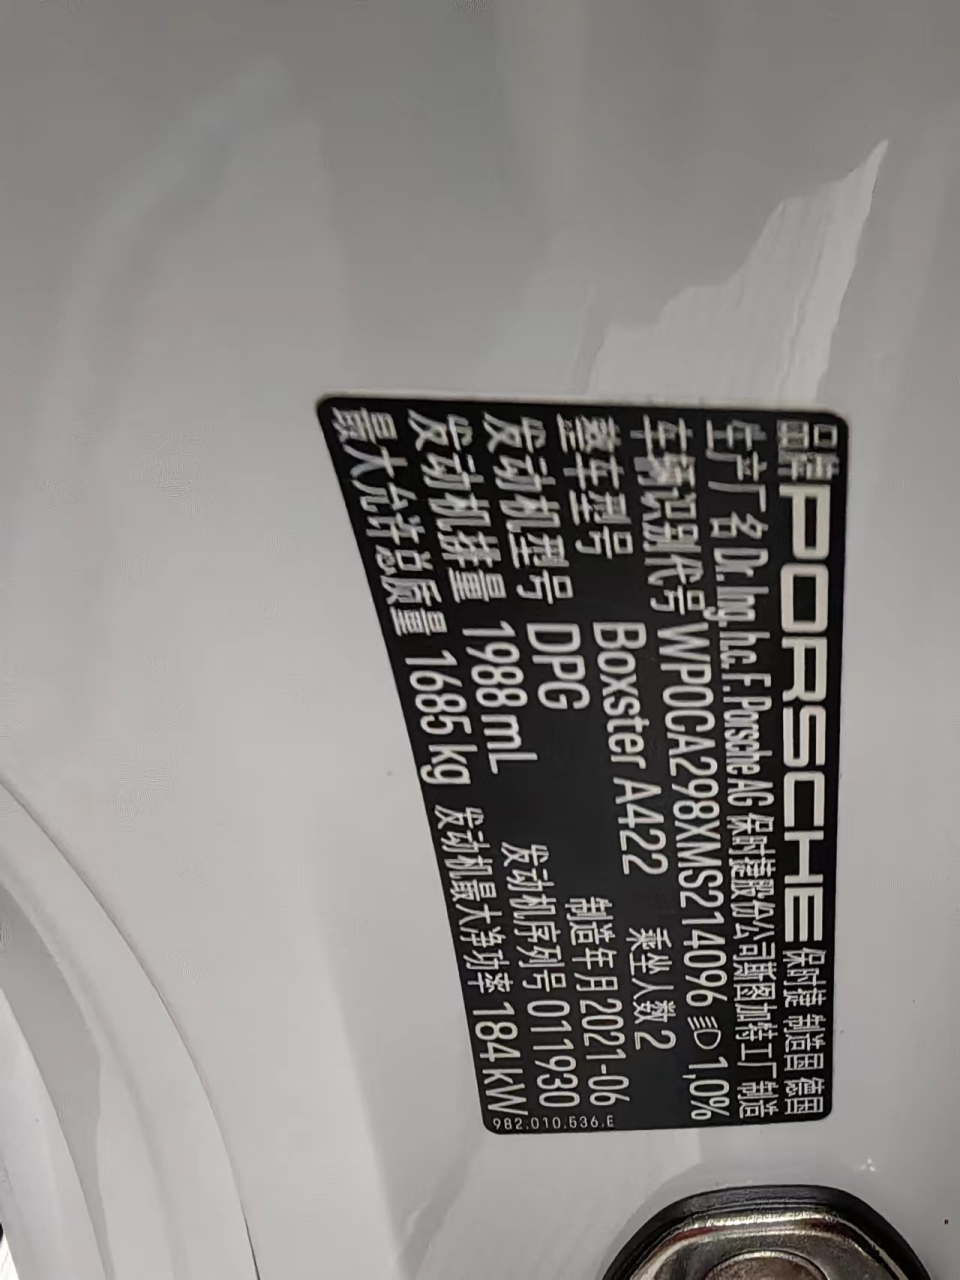 品牌 PORSCHE 保时捷 制造国 德国
生产厂名 Dr. Ing. h.c. F. Porsche AG 保时捷股份公司斯图加特工厂制造
车辆识别代号 WP0CA298XMS214096 1,0%
整车型号 Boxster A422 乘坐人数 2
发动机型号 DPG 制造年月 2021-06
发动机排量 1988 mL 发动机序列号 011930
最大允许总质量 1685 kg 发动机最大净功率 184 kW
982.010.536.E